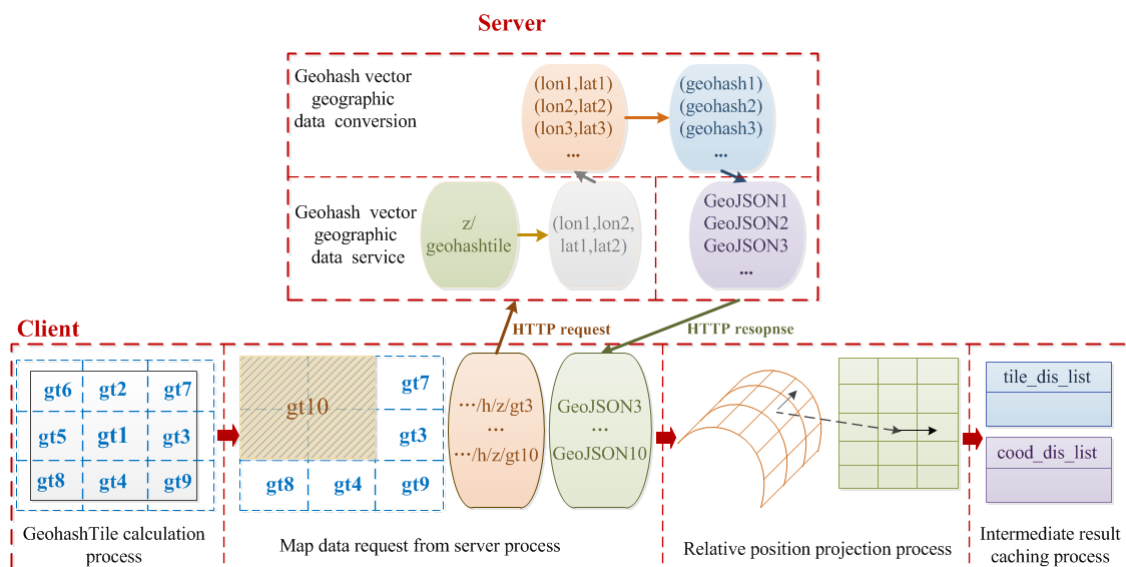 Server
Geohash vector
geographic
data conversion
(lon1,lat1)
(lon2,lat2)
(lon3,lat3)
...
(geohash1)
(geohash2)
(geohash3)
...
Geohash vector
geographic
data service
z/
geohashtile
(lon1,lon2,
lat1,lat2)
GeoJSON1
GeoJSON2
GeoJSON3
...
HTTP request
HTTP resopnse
Client
gt6 gt2 gt7
gt5 gt1 gt3
gt8 gt4 gt9
GeohashTile calculation
process
gt10
gt7
gt3
gt8 gt4 gt9
···/h/z/gt3
...
···/h/z/gt10
GeoJSON3
...
GeoJSON10
Map data request from server process
Relative position projection process
tile_dis_list
cood_dis_list
Intermediate result
caching process